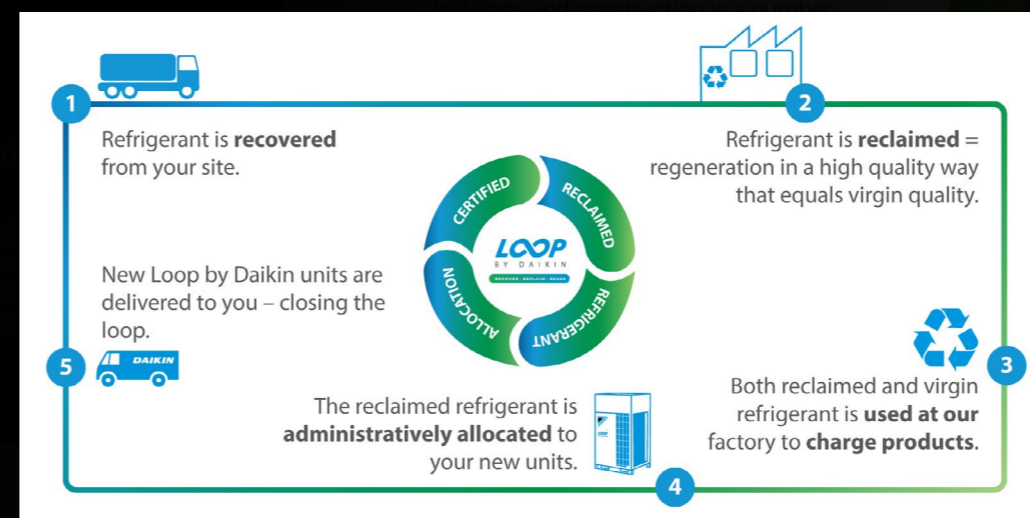 1
Refrigerant is recovered
from your site.
2
Refrigerant is reclaimed =
regeneration in a high quality way
that equals virgin quality.
CERTIFIED
RECLAIMED
REFRIGERANT
ALLOCATION
LOOP
BY DAIKIN
RECOVER · RECLAIM · REUSE
3
Both reclaimed and virgin
refrigerant is used at our
factory to charge products.
The reclaimed refrigerant is
administratively allocated to
your new units.
4
New Loop by Daikin units are
delivered to you – closing the
loop.
5
DAIKIN